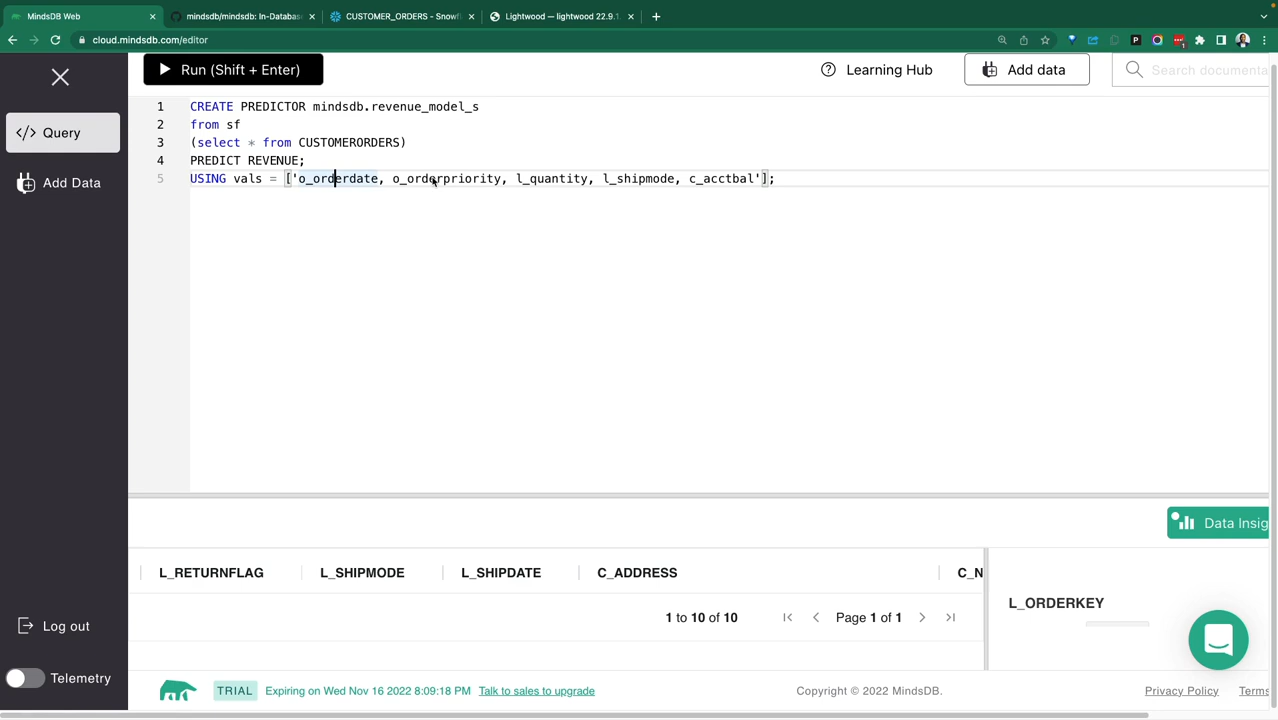 MindsDB Web
mindsdb/mindsdb: In-Databas
CUSTOMER_ORDERS - Snowf
Lightwood — lightwood 22.9.1
cloud.mindsdb.com/editor
Run (Shift + Enter)
Learning Hub
Add data
Search documenta
Query
Add Data
1 CREATE PREDICTOR mindsdb.revenue_model_s
2 from sf
3 (select * from CUSTOMERORDERS)
4 PREDICT REVENUE;
5 USING vals = ['o_orderdate, o_orderpriority, l_quantity, l_shipmode, c_acctbal'];
Data Insig
L_RETURNFLAG L_SHIPMODE L_SHIPDATE C_ADDRESS C_N
L_ORDERKEY
1 to 10 of 10 Page 1 of 1
Log out
Telemetry
TRIAL Expiring on Wed Nov 16 2022 8:09:18 PM Talk to sales to upgrade
Copyright © 2022 MindsDB.
Privacy Policy Terms